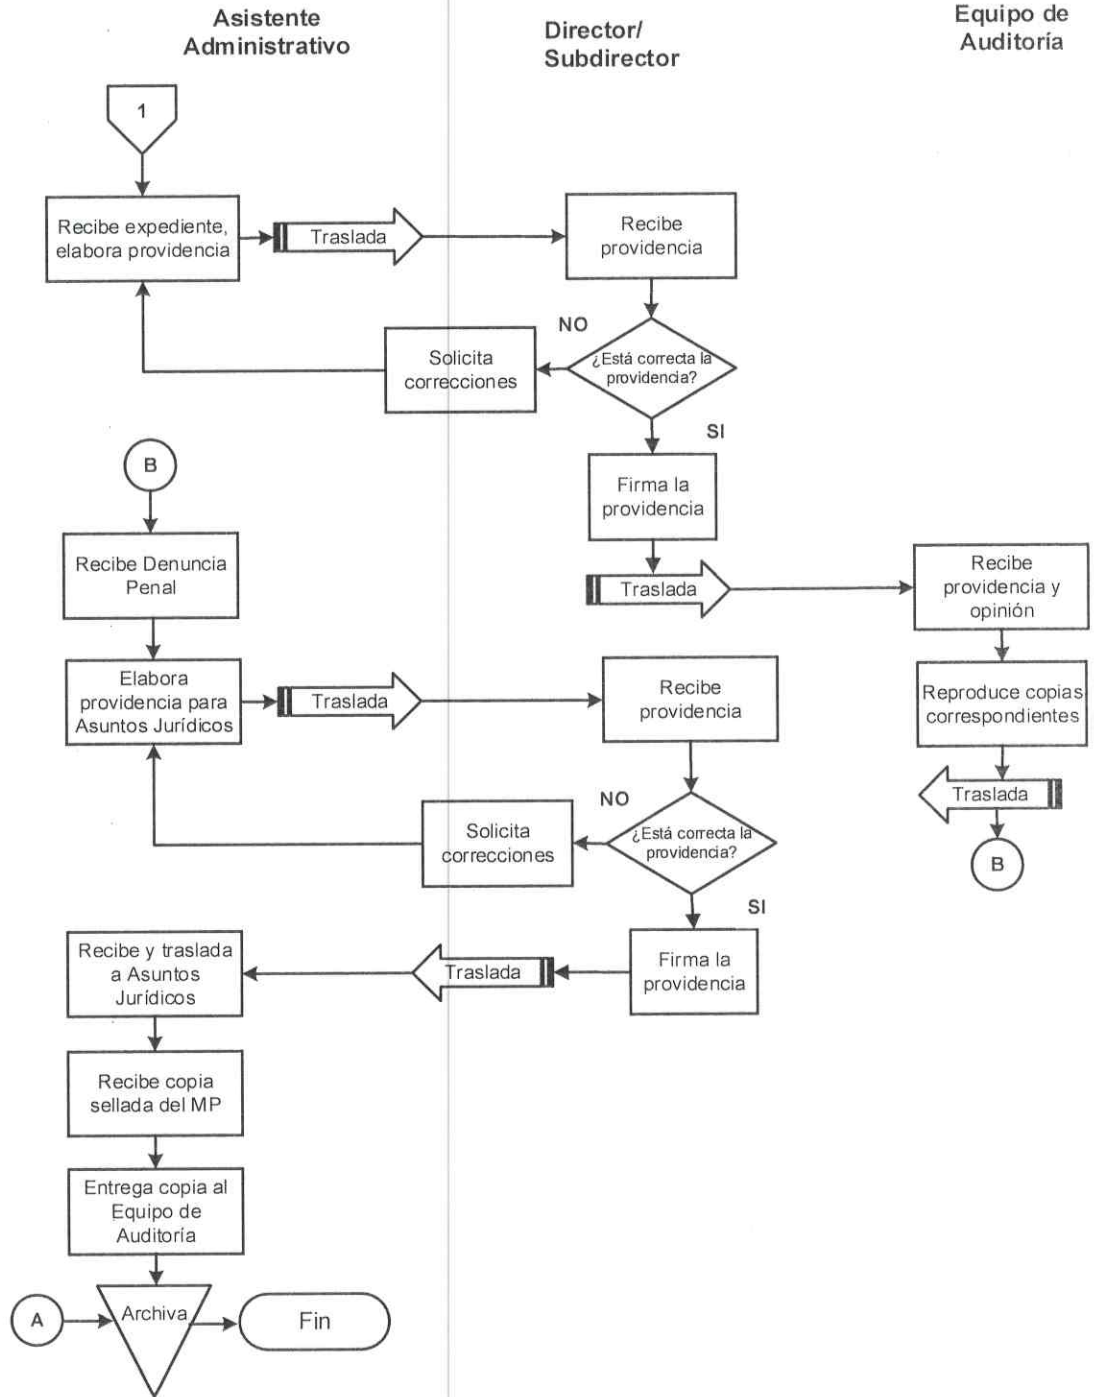 Asistente
Administrativo
Director/
Subdirector
Equipo de
Auditoría
1
Recibe expediente,
elabora providencia
Traslada
Recibe
providencia
NO
¿Está correcta la
providencia?
Solicita
correcciones
SI
B
Firma la
providencia
Recibe Denuncia
Penal
Traslada
Recibe
providencia y
opinión
Elabora
providencia para
Asuntos Jurídicos
Traslada
Recibe
providencia
Reproduce copias
correspondientes
Traslada
NO
¿Está correcta la
providencia?
Solicita
correcciones
B
SI
Recibe y traslada
a Asuntos
Jurídicos
Traslada
Firma la
providencia
Recibe copia
sellada del MP
Entrega copia al
Equipo de
Auditoría
A
Archiva
Fin